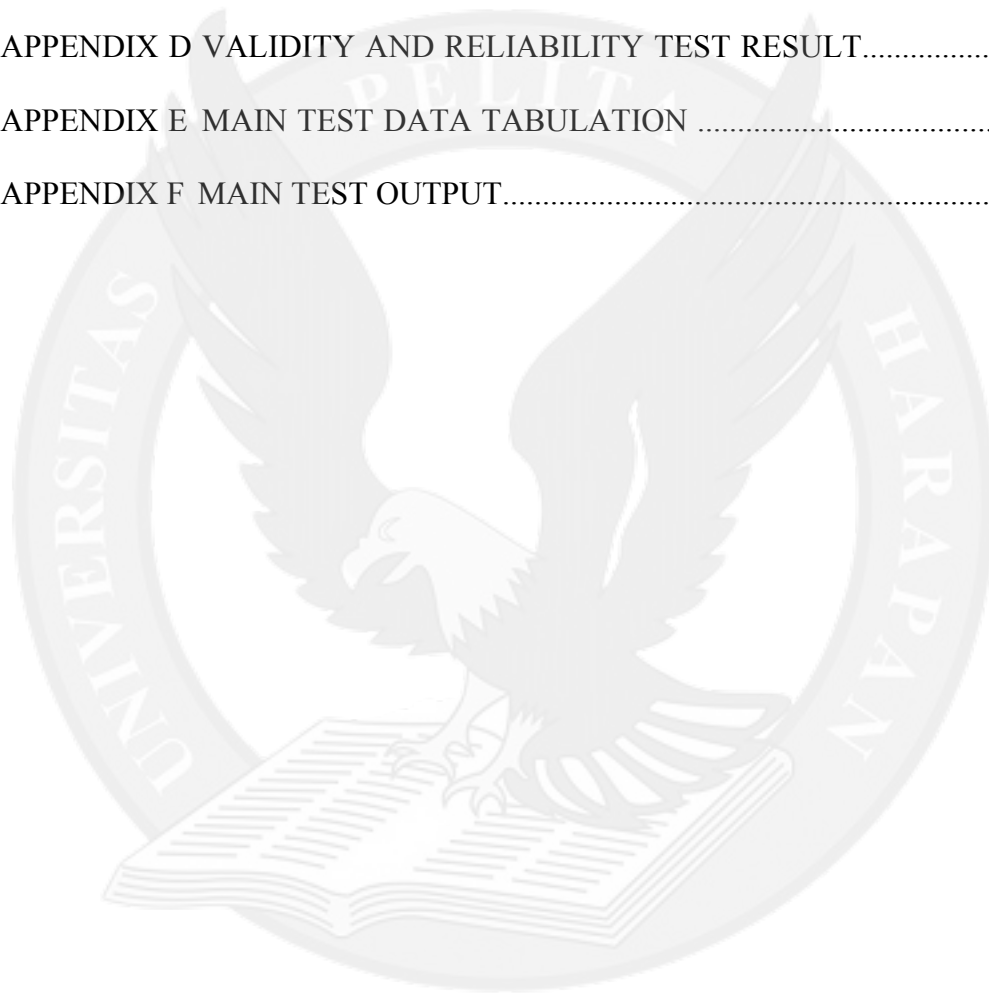 APPENDIX D VALIDITY AND RELIABILITY TEST RESULT................
APPENDIX E MAIN TEST DATA TABULATION .....................................
APPENDIX F MAIN TEST OUTPUT..............................................................
UNIVERSITAS PELITA HARAPAN